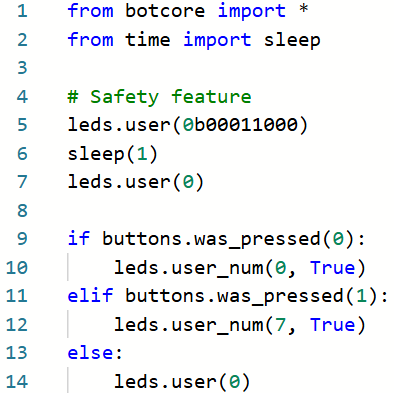 1 from botcore import *
2 from time import sleep
3
4 # Safety feature
5 leds.user(0b00011000)
6 sleep(1)
7 leds.user(0)
8
9 if buttons.was_pressed(0):
10     leds.user_num(0, True)
11 elif buttons.was_pressed(1):
12     leds.user_num(7, True)
13 else:
14     leds.user(0)